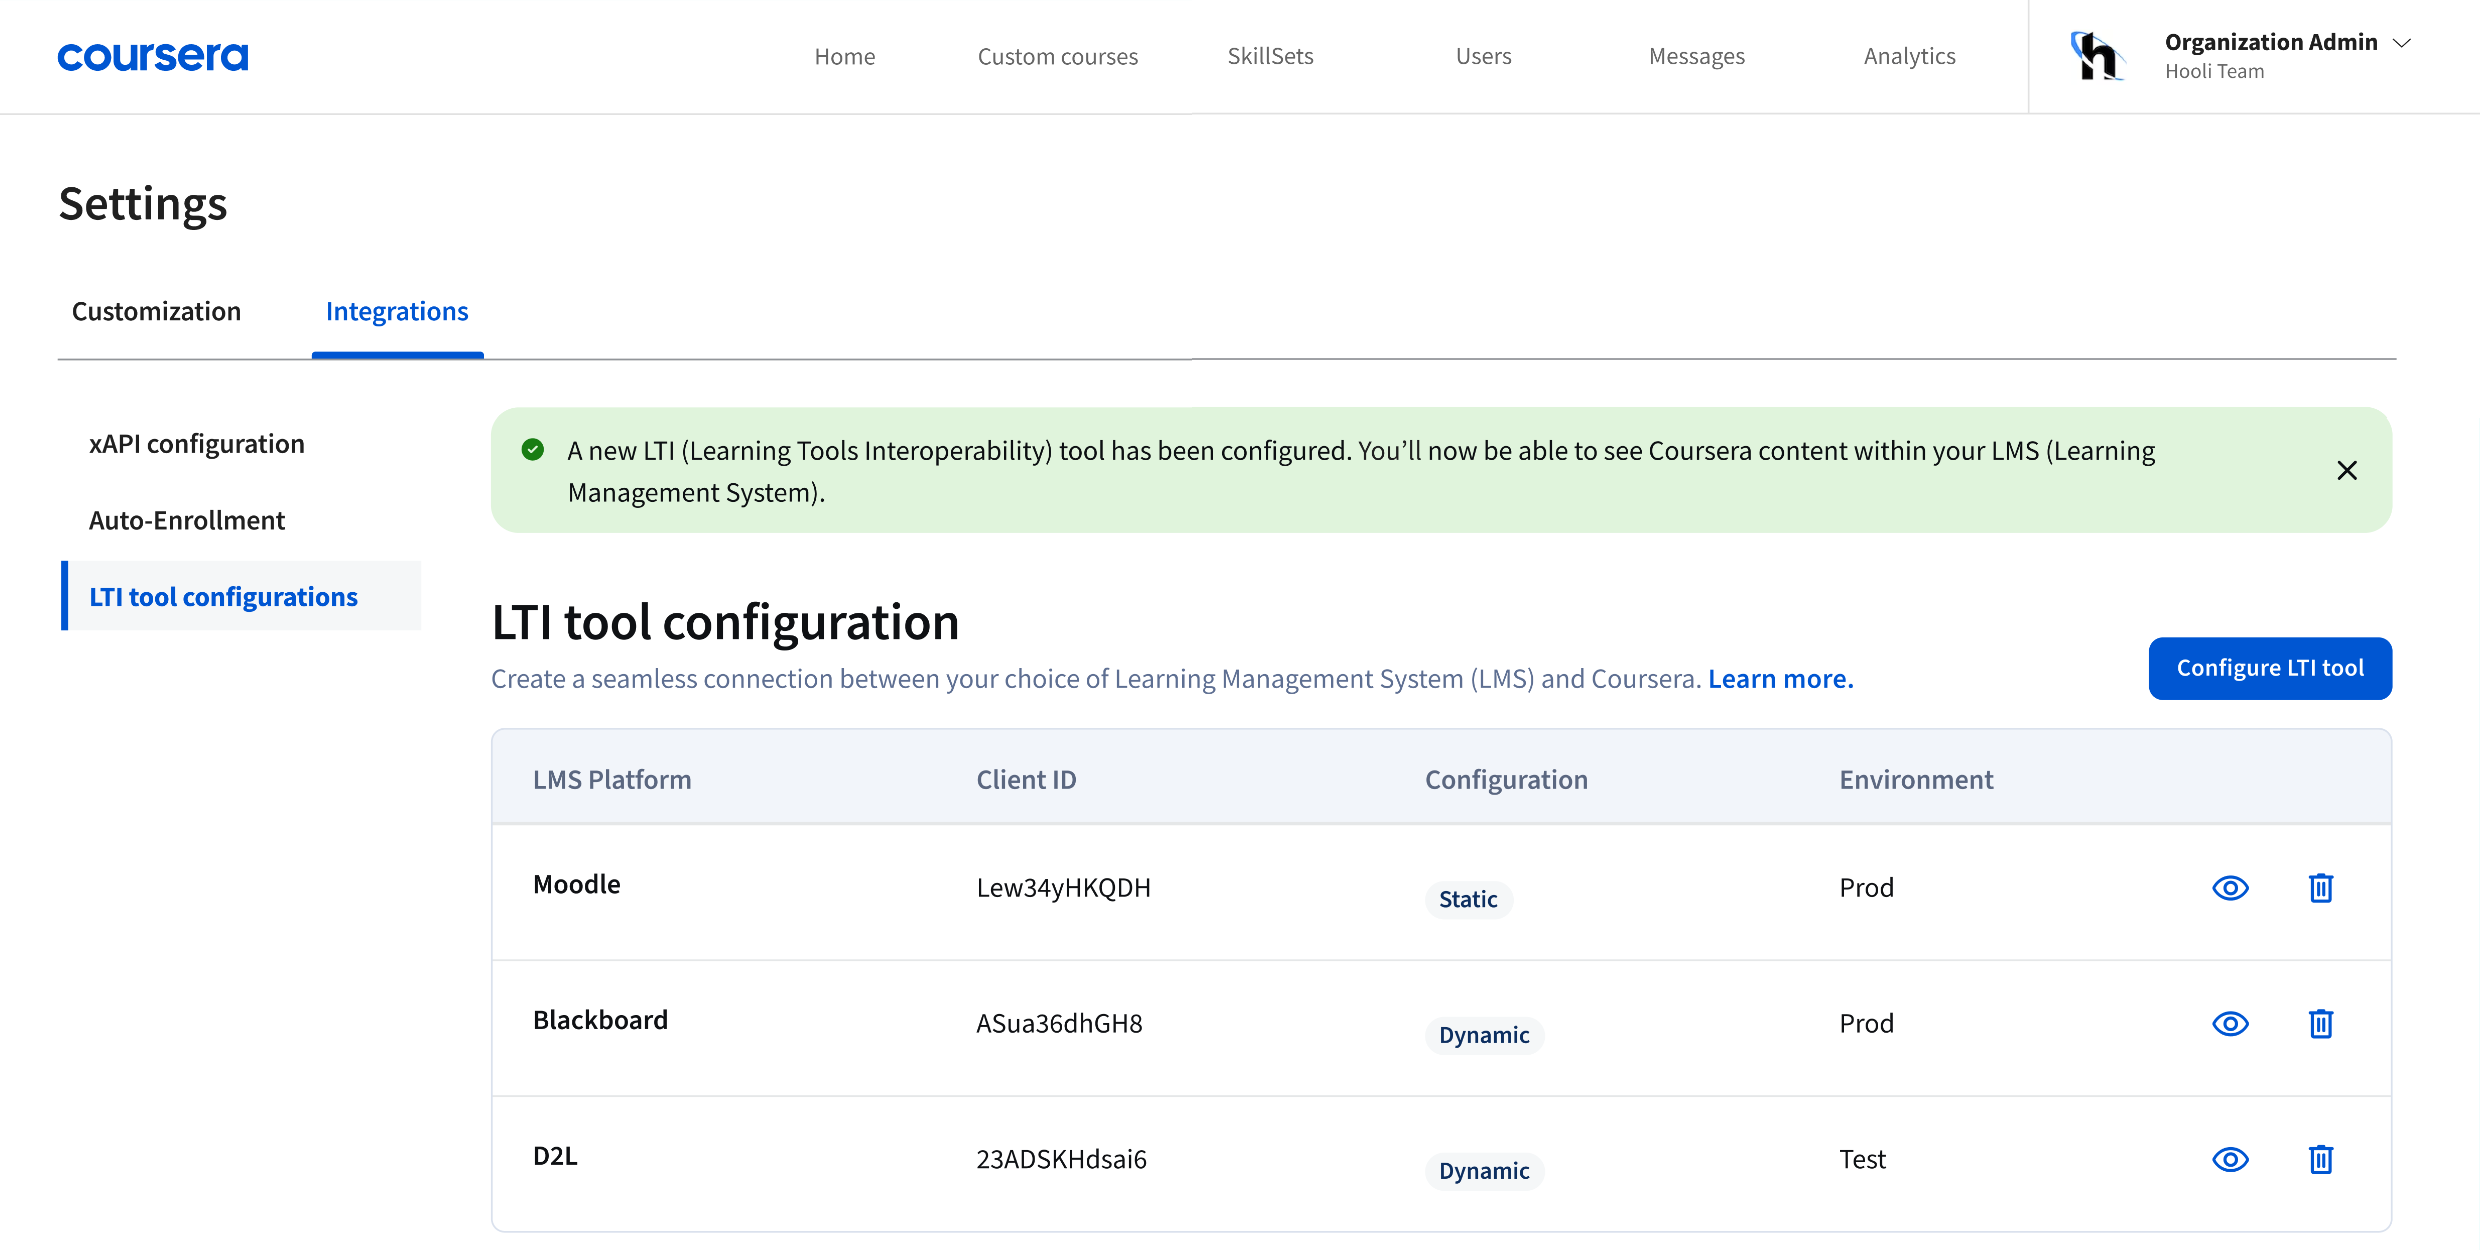 coursera
Home
Custom courses
SkillSets
Users
Messages
Analytics
Organization Admin
Hooli Team
Settings
Customization
Integrations
xAPI configuration
Auto-Enrollment
LTI tool configurations
A new LTI (Learning Tools Interoperability) tool has been configured. You’ll now be able to see Coursera content within your LMS (Learning
Management System).
LTI tool configuration
Create a seamless connection between your choice of Learning Management System (LMS) and Coursera. Learn more.
Configure LTI tool
LMS Platform Client ID Configuration Environment
Moodle Lew34yHKQDH Static Prod
Blackboard ASua36dhGH8 Dynamic Prod
D2L 23ADSKHdsai6 Dynamic Test